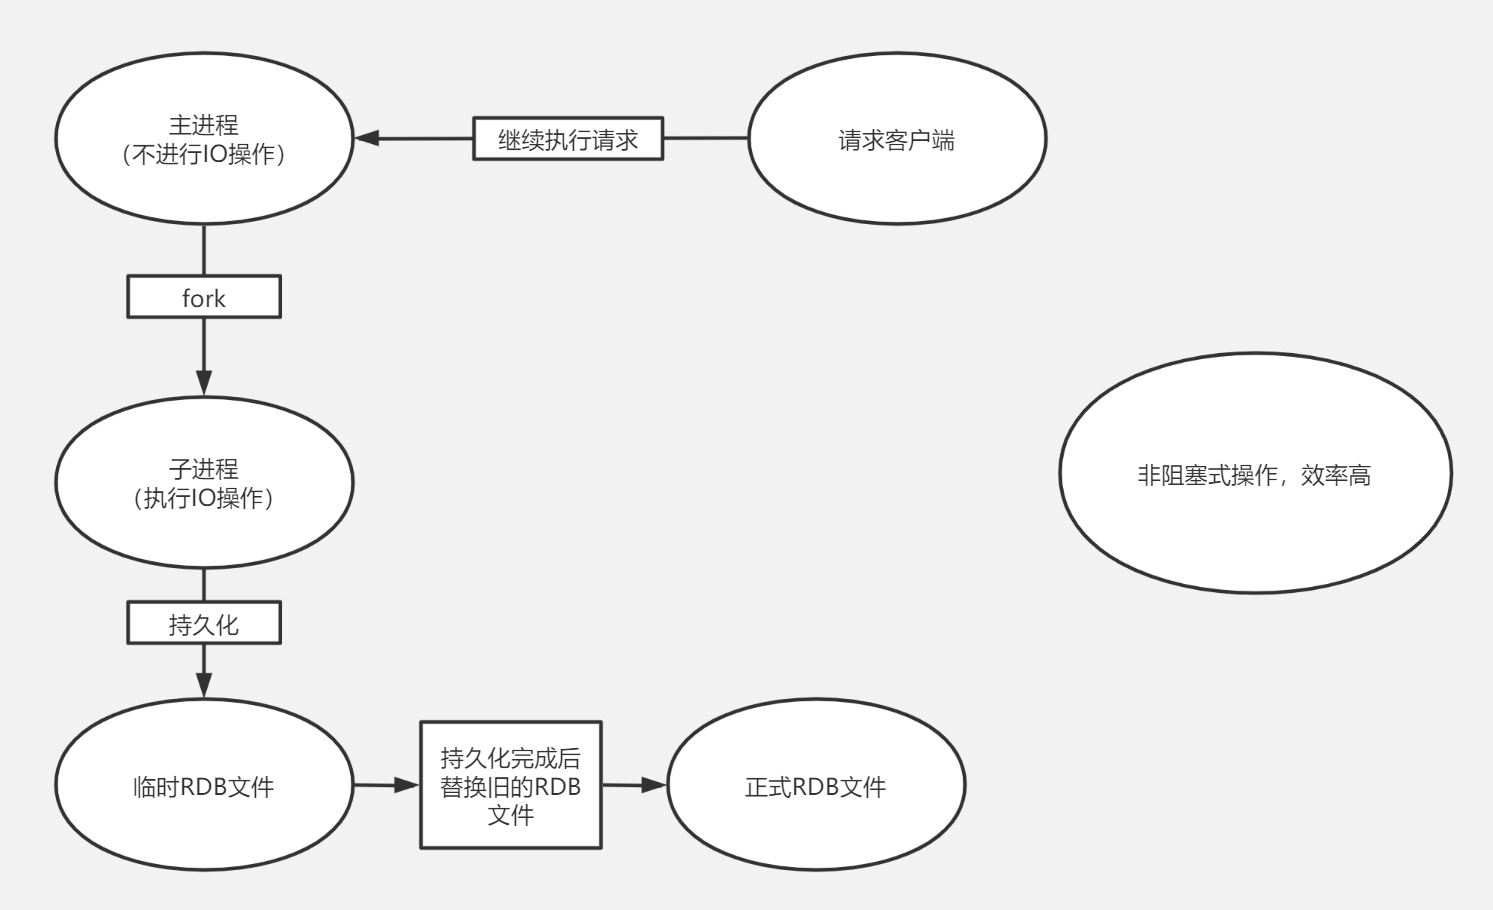 主进程
（不进行IO操作）
继续执行请求
请求客户端
fork
子进程
（执行IO操作）
非阻塞式操作，效率高
持久化
临时RDB文件
持久化完成后
替换旧的RDB
文件
正式RDB文件